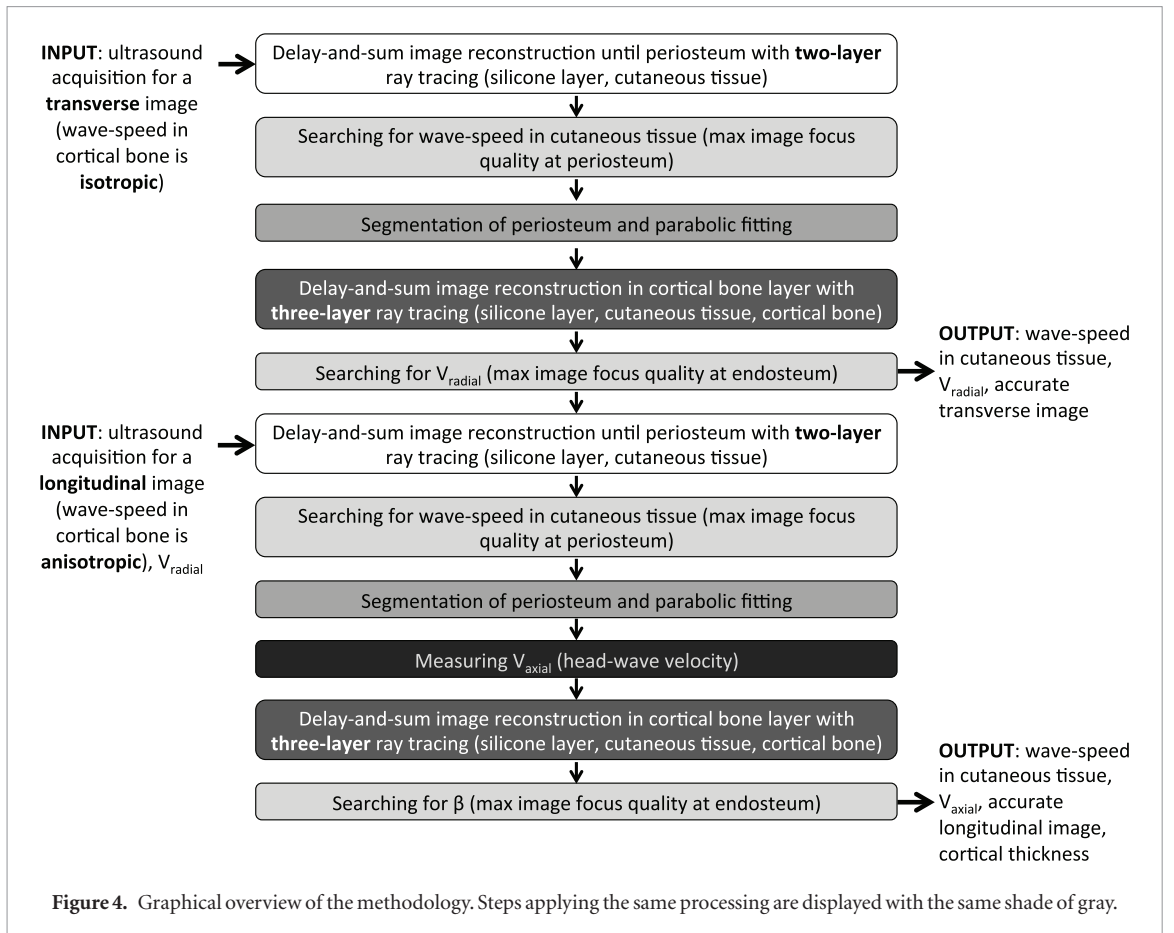 INPUT: ultrasound
acquisition for a
transverse image
(wave-speed in
cortical bone is
isotropic)
Delay-and-sum image reconstruction until periosteum with two-layer
ray tracing (silicone layer, cutaneous tissue)
Searching for wave-speed in cutaneous tissue (max image focus
quality at periosteum)
Segmentation of periosteum and parabolic fitting
Delay-and-sum image reconstruction in cortical bone layer with
three-layer ray tracing (silicone layer, cutaneous tissue, cortical bone)
Searching for Vradial (max image focus quality at endosteum)
OUTPUT: wave-speed
in cutaneous tissue,
Vradial, accurate
transverse image
INPUT: ultrasound
acquisition for a
longitudinal image
(wave-speed in
cortical bone is
anisotropic), Vradial
Delay-and-sum image reconstruction until periosteum with two-layer
ray tracing (silicone layer, cutaneous tissue)
Searching for wave-speed in cutaneous tissue (max image focus
quality at periosteum)
Segmentation of periosteum and parabolic fitting
Measuring Vaxial (head-wave velocity)
Delay-and-sum image reconstruction in cortical bone layer with
three-layer ray tracing (silicone layer, cutaneous tissue, cortical bone)
Searching for β (max image focus quality at endosteum)
OUTPUT: wave-speed
in cutaneous tissue,
Vaxial, accurate
longitudinal image,
cortical thickness
Figure 4. Graphical overview of the methodology. Steps applying the same processing are displayed with the same shade of gray.